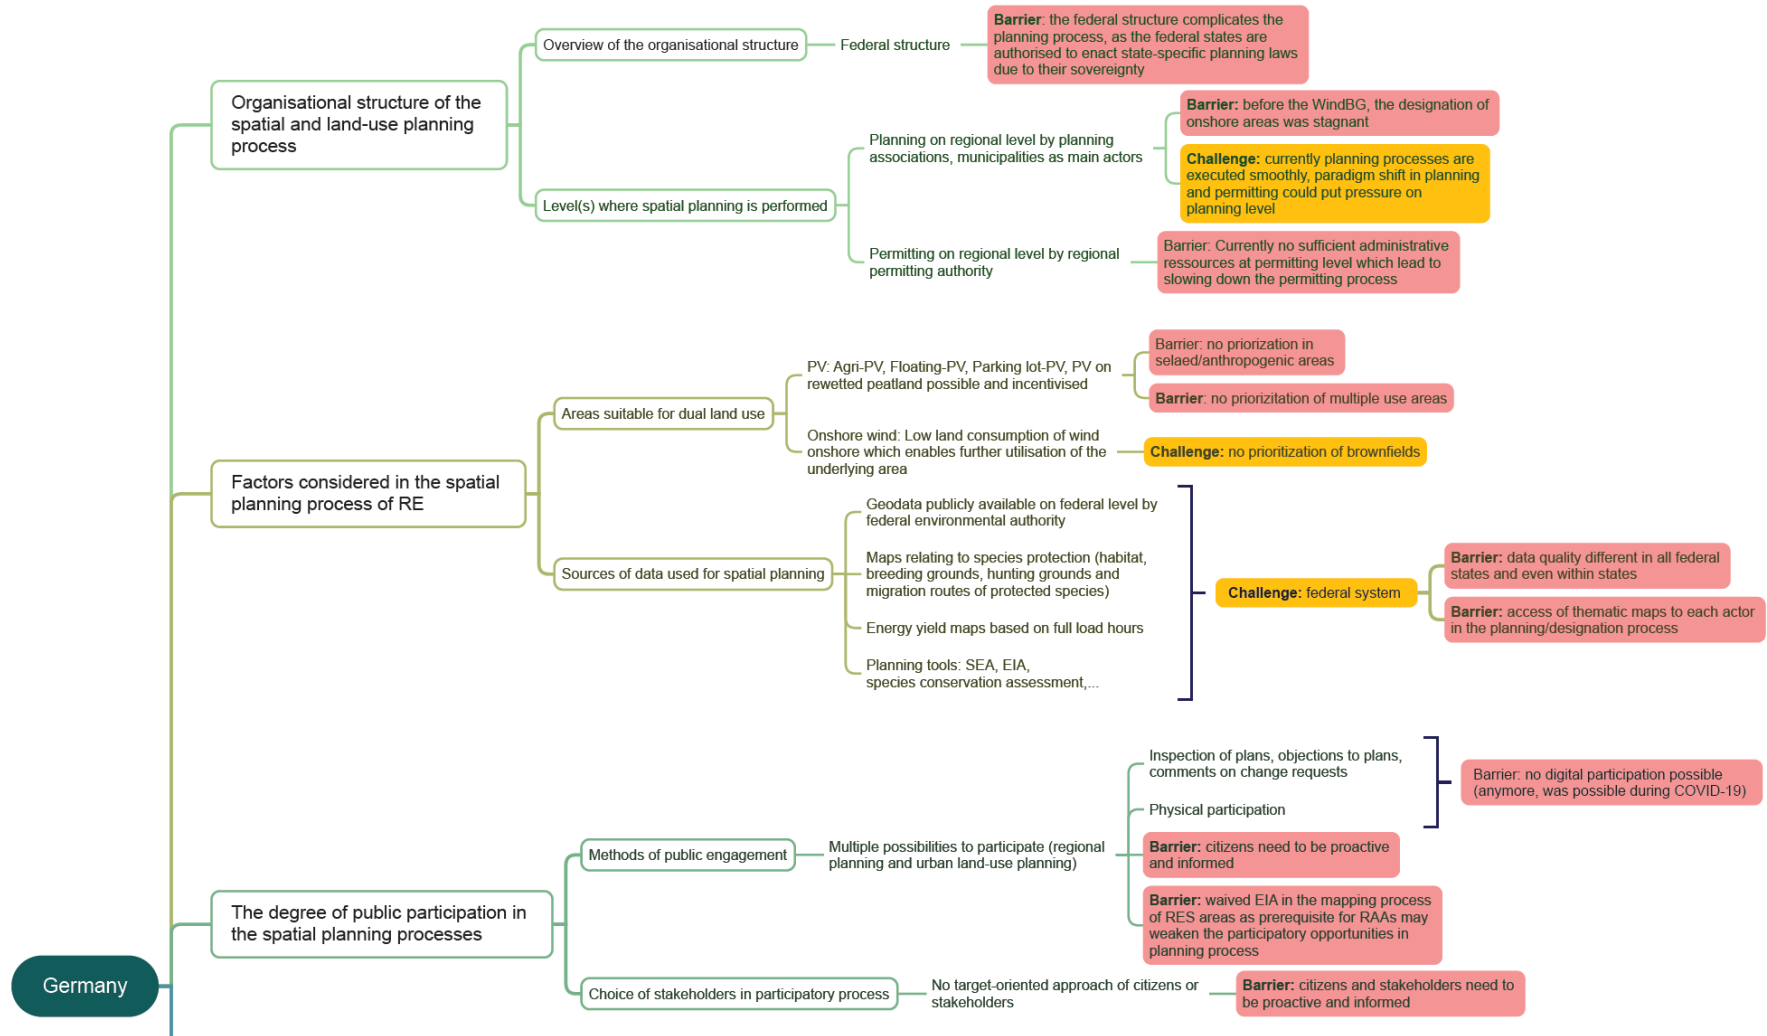 Germany
Organisational structure of the
spatial and land-use planning
process
Overview of the organisational structure
Federal structure
Barrier: the federal structure complicates the
planning process, as the federal states are
authorised to enact state-specific planning laws
due to their sovereignty
Level(s) where spatial planning is performed
Planning on regional level by planning
associations, municipalities as main actors
Barrier: before the WindBG, the designation of
onshore areas was stagnant
Challenge: currently planning processes are
executed smoothly, paradigm shift in planning
and permitting could put pressure on
planning level
Permitting on regional level by regional
permitting authority
Barrier: Currently no sufficient administrative
ressources at permitting level which lead to
slowing down the permitting process
Factors considered in the spatial
planning process of RE
Areas suitable for dual land use
PV: Agri-PV, Floating-PV, Parking lot-PV, PV on
rewetted peatland possible and incentivised
Barrier: no priorization in
selaed/anthropogenic areas
Barrier: no priorizitation of multiple use areas
Onshore wind: Low land consumption of wind
onshore which enables further utilisation of the
underlying area
Challenge: no prioritization of brownfields
Sources of data used for spatial planning
Geodata publicly available on federal level by
federal environmental authority
Maps relating to species protection (habitat,
breeding grounds, hunting grounds and
migration routes of protected species)
Energy yield maps based on full load hours
Planning tools: SEA, EIA,
species conservation assessment,...
Challenge: federal system
Barrier: data quality different in all federal
states and even within states
Barrier: access of thematic maps to each actor
in the planning/designation process
The degree of public participation in
the spatial planning processes
Methods of public engagement
Multiple possibilities to participate (regional
planning and urban land-use planning)
Inspection of plans, objections to plans,
comments on change requests
Physical participation
Barrier: no digital participation possible
(anymore, was possible during COVID-19)
Barrier: citizens need to be proactive
and informed
Barrier: waived EIA in the mapping process
of RES areas as prerequisite for RAAs may
weaken the participatory opportunities in
planning process
Choice of stakeholders in participatory process
No target-oriented approach of citizens or
stakeholders
Barrier: citizens and stakeholders need to
be proactive and informed